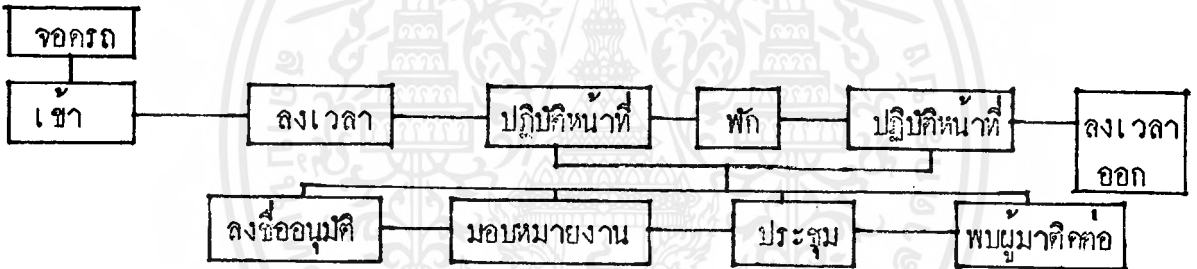 จอดรถ
เข้า
ลงเวลา
ปฏิบัติหน้าที่
พัก
ปฏิบัติหน้าที่
ลงเวลา
ออก
ลงชื่ออนุมัติ
มอบหมายงาน
ประชุม
พบผู้มาติดต่อ